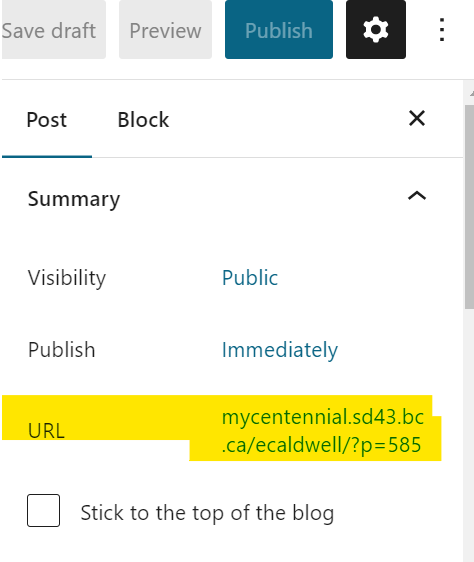 Save draft Preview Publish
Post Block
Summary
Visibility Public
Publish Immediately
URL mycentennial.sd43.bc
.ca/ecaldwell/?p=585
Stick to the top of the blog